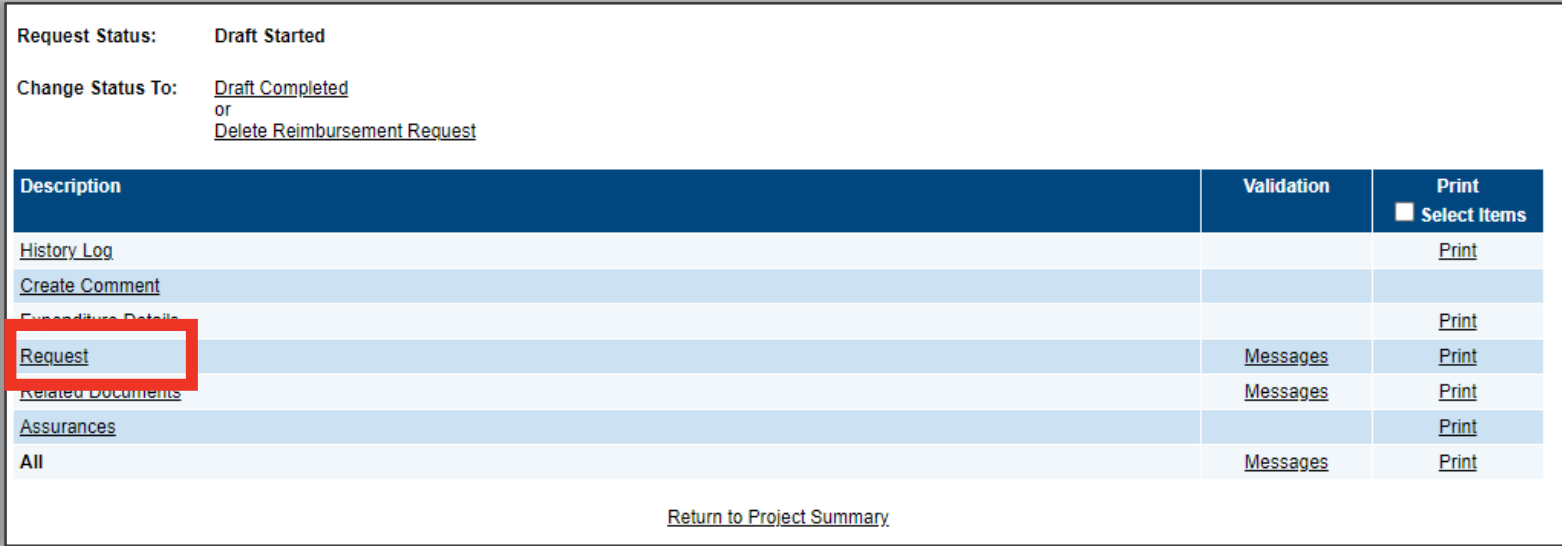 Request Status: Draft Started
Change Status To: Draft Completed
or
Delete Reimbursement Request
Description Validation Print
Select Items
History Log Print
Create Comment
Expenditure Details Print
Request Messages Print
Related Documents Messages Print
Assurances Print
All Messages Print
Return to Project Summary